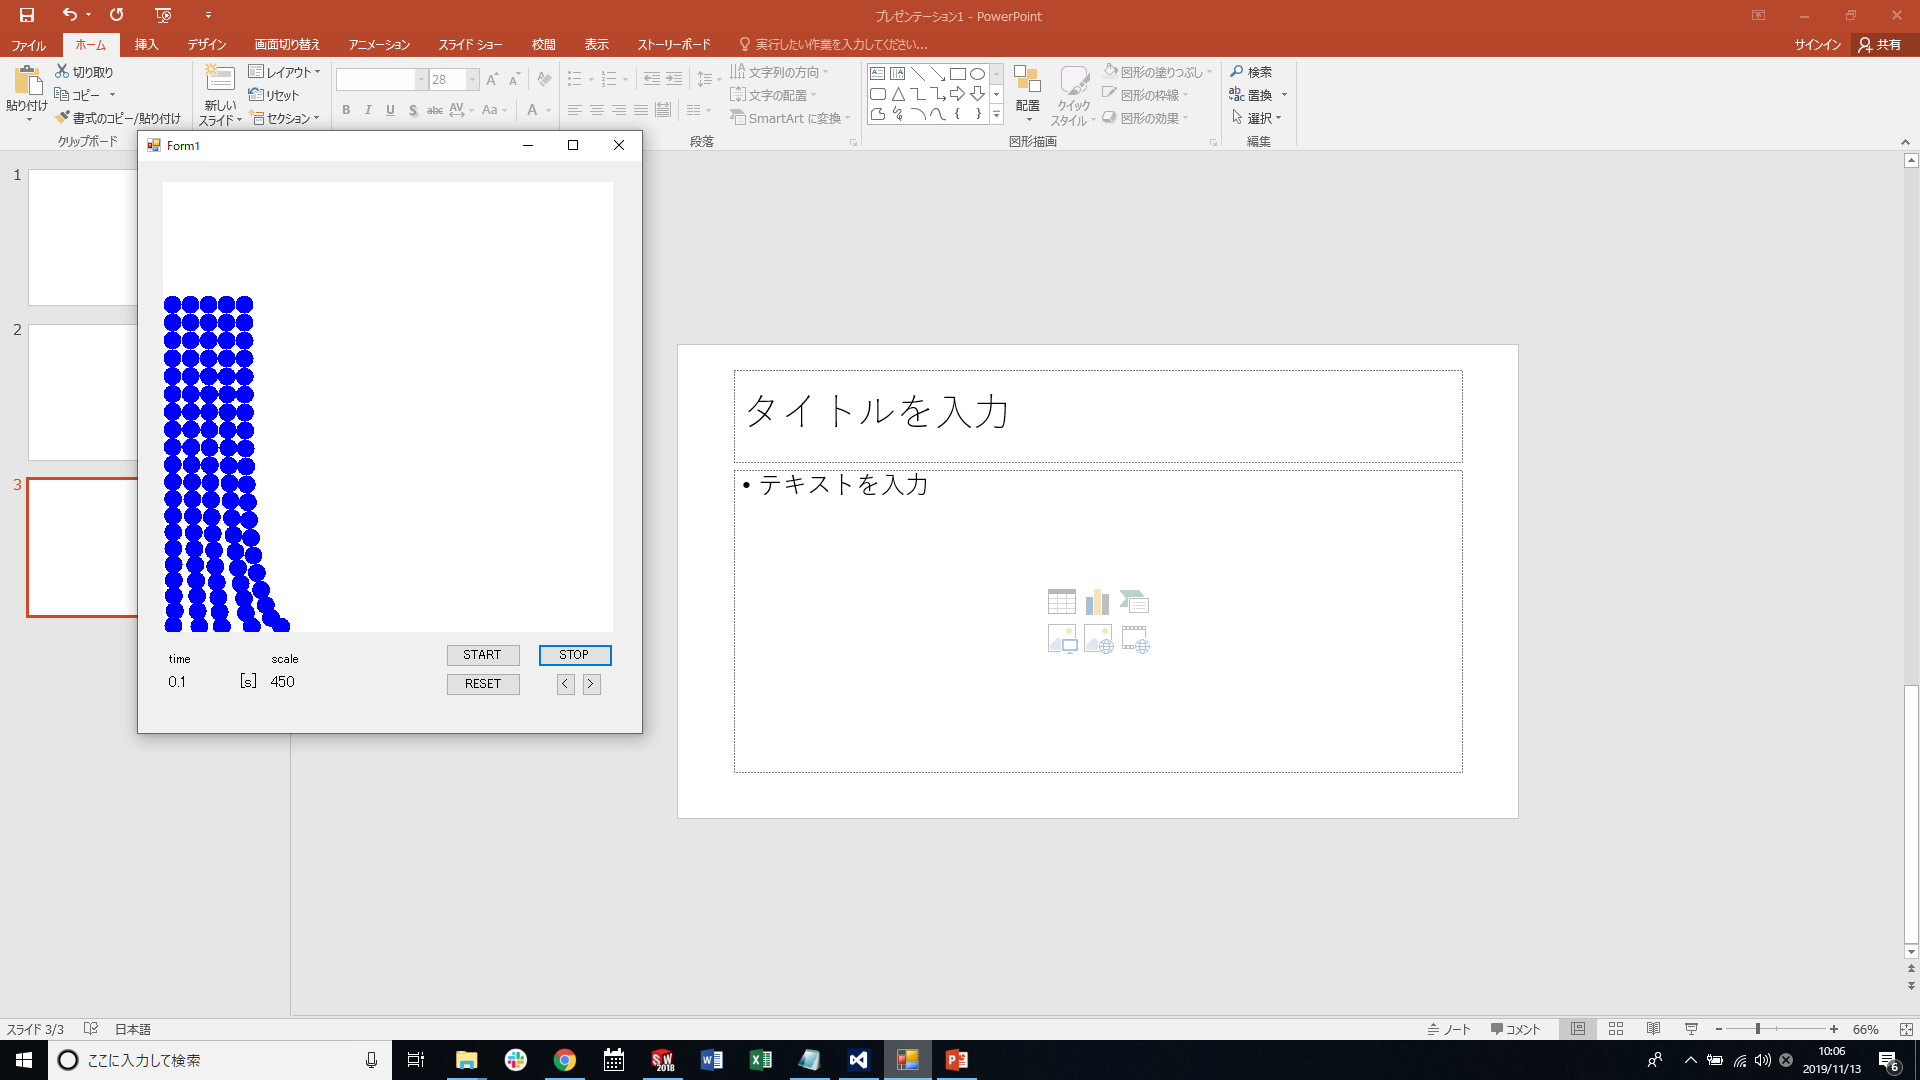 プレゼンテーション1 - PowerPoint
ファイル ホーム 挿入 デザイン 画面切り替え アニメーション スライド ショー 校閲 表示 ストーリーボード 実行したい作業を入力してください... サインイン 共有
切り取り
コピー
書式のコピー/貼り付け
貼り付け
クリップボード
新しい
スライド
レイアウト
リセット
セクション
28
B I U S abc AV Aa A
文字列の方向
文字の配置
SmartArt に変換
段落
配置
クイック
スタイル
図形の塗りつぶし
図形の枠線
図形の効果
図形描画
検索
置換
選択
編集
1
2
3
Form1
time
0.1 [s]
scale
450
START STOP
RESET < >
タイトルを入力
• テキストを入力
スライド 3/3 日本語 ノート コメント 66%
ここに入力して検索
10:06
2019/11/13
6